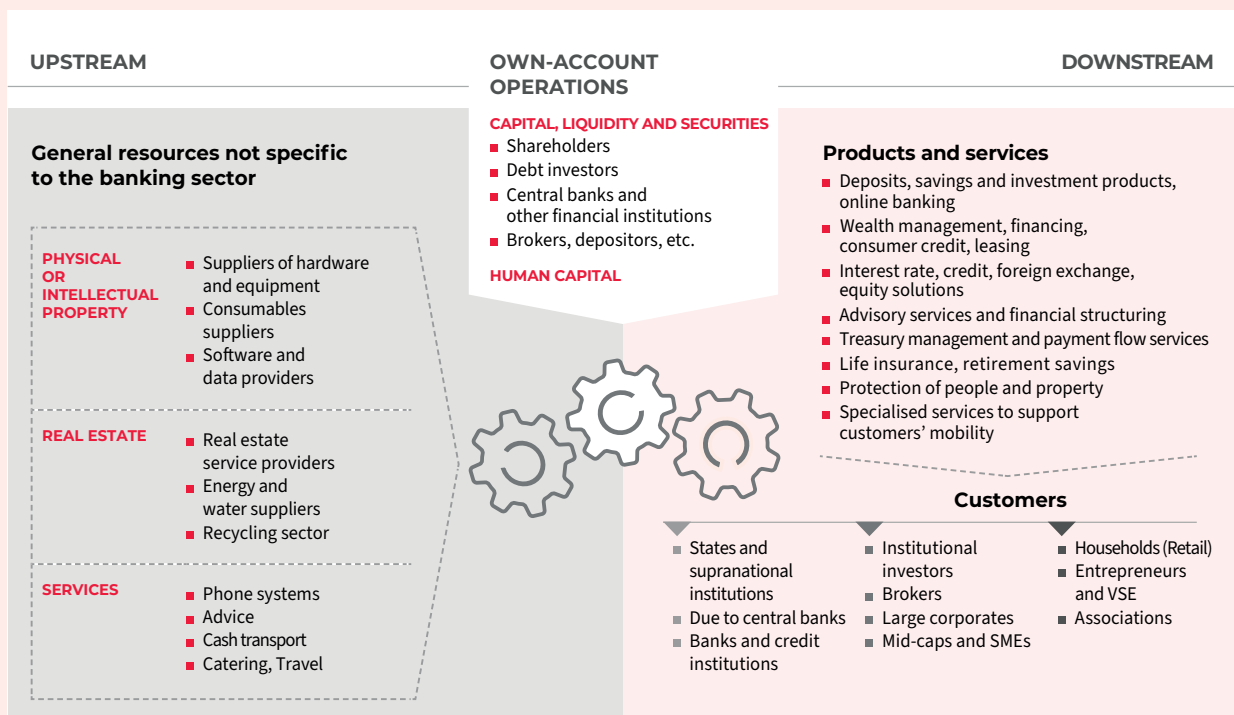 UPSTREAM
OWN-ACCOUNT
OPERATIONS
DOWNSTREAM
General resources not specific
to the banking sector
PHYSICAL
OR
INTELLECTUAL
PROPERTY
Suppliers of hardware
and equipment
Consumables
suppliers
Software and
data providers
REAL ESTATE
Real estate
service providers
Energy and
water suppliers
Recycling sector
SERVICES
Phone systems
Advice
Cash transport
Catering, Travel
CAPITAL, LIQUIDITY AND SECURITIES
Shareholders
Debt investors
Central banks and
other financial institutions
Brokers, depositors, etc.
HUMAN CAPITAL
Products and services
Deposits, savings and investment products,
online banking
Wealth management, financing,
consumer credit, leasing
Interest rate, credit, foreign exchange,
equity solutions
Advisory services and financial structuring
Treasury management and payment flow services
Life insurance, retirement savings
Protection of people and property
Specialised services to support
customers’ mobility
Customers
States and
supranational
institutions
Due to central banks
Banks and credit
institutions
Institutional
investors
Brokers
Large corporates
Mid-caps and SMEs
Households (Retail)
Entrepreneurs
and VSE
Associations